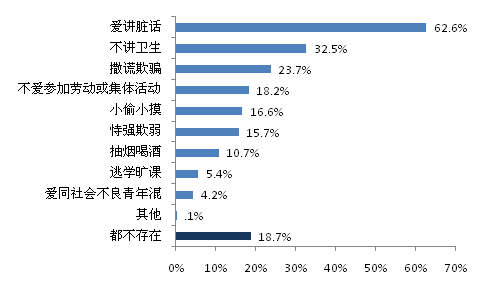 爱讲脏话 62.6%
不讲卫生 32.5%
撒谎欺骗 23.7%
不爱参加劳动或集体活动 18.2%
小偷小摸 16.6%
恃强欺弱 15.7%
抽烟喝酒 10.7%
逃学旷课 5.4%
爱同社会不良青年混 4.2%
其他 .1%
都不存在 18.7%
0% 10% 20% 30% 40% 50% 60% 70%